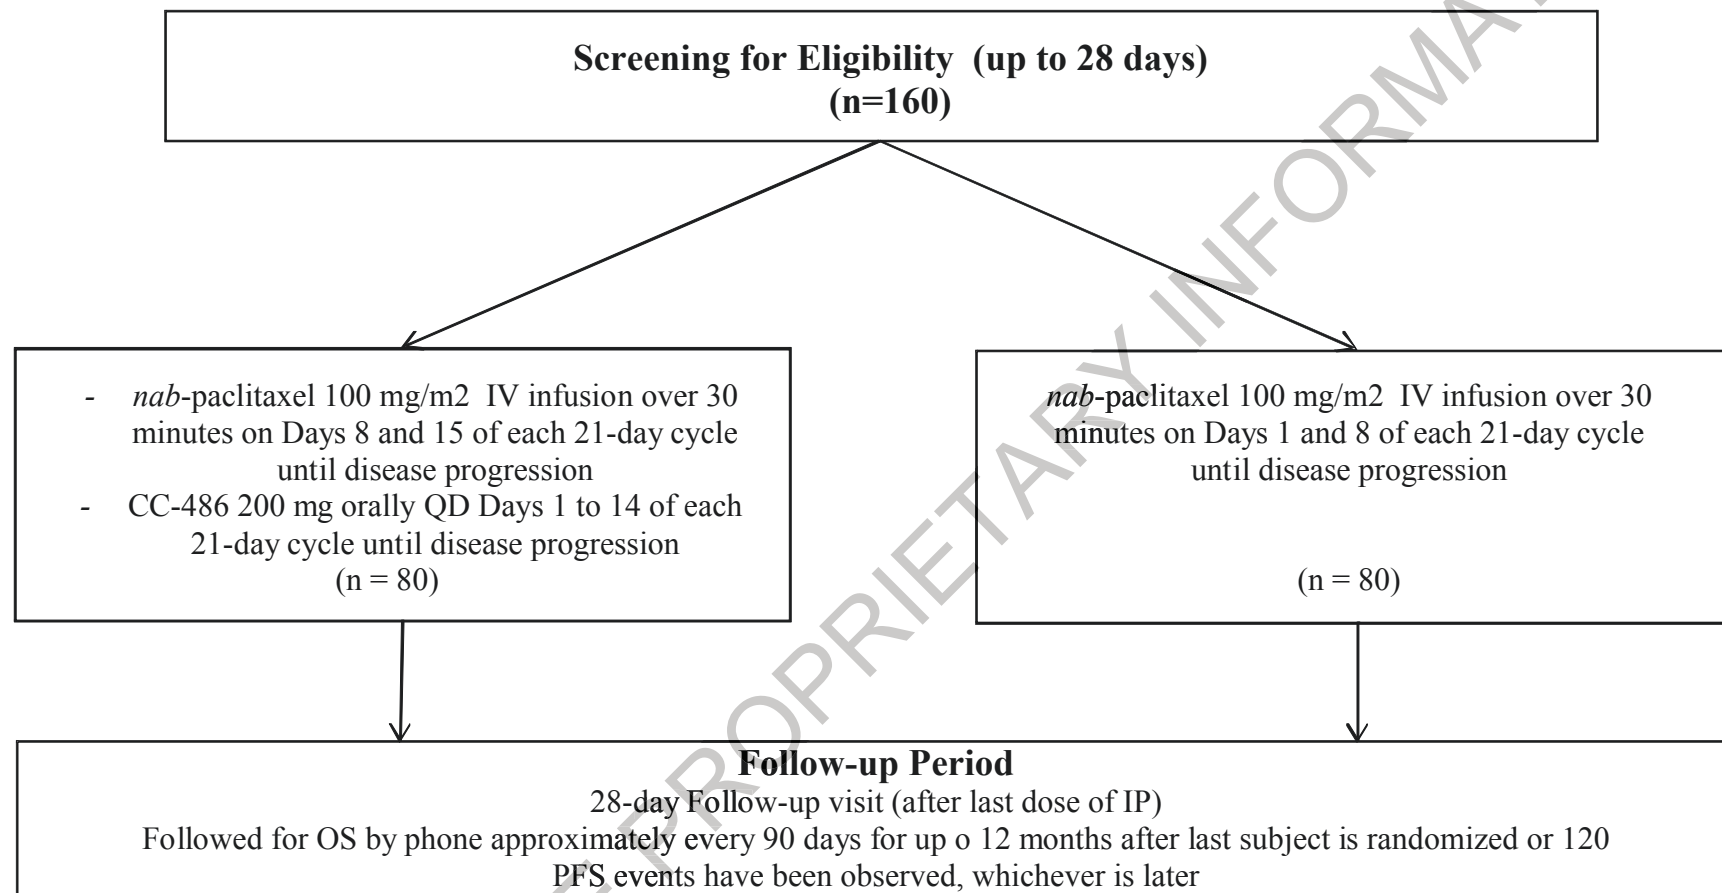 Screening for Eligibility (up to 28 days)
(n=160)
- nab-paclitaxel 100 mg/m2 IV infusion over 30
minutes on Days 8 and 15 of each 21-day cycle
until disease progression
- CC-486 200 mg orally QD Days 1 to 14 of each
21-day cycle until disease progression
(n = 80)
nab-paclitaxel 100 mg/m2 IV infusion over 30
minutes on Days 1 and 8 of each 21-day cycle
until disease progression
(n = 80)
Follow-up Period
28-day Follow-up visit (after last dose of IP)
Followed for OS by phone approximately every 90 days for up o 12 months after last subject is randomized or 120
PFS events have been observed, whichever is later
PROPRIETARY